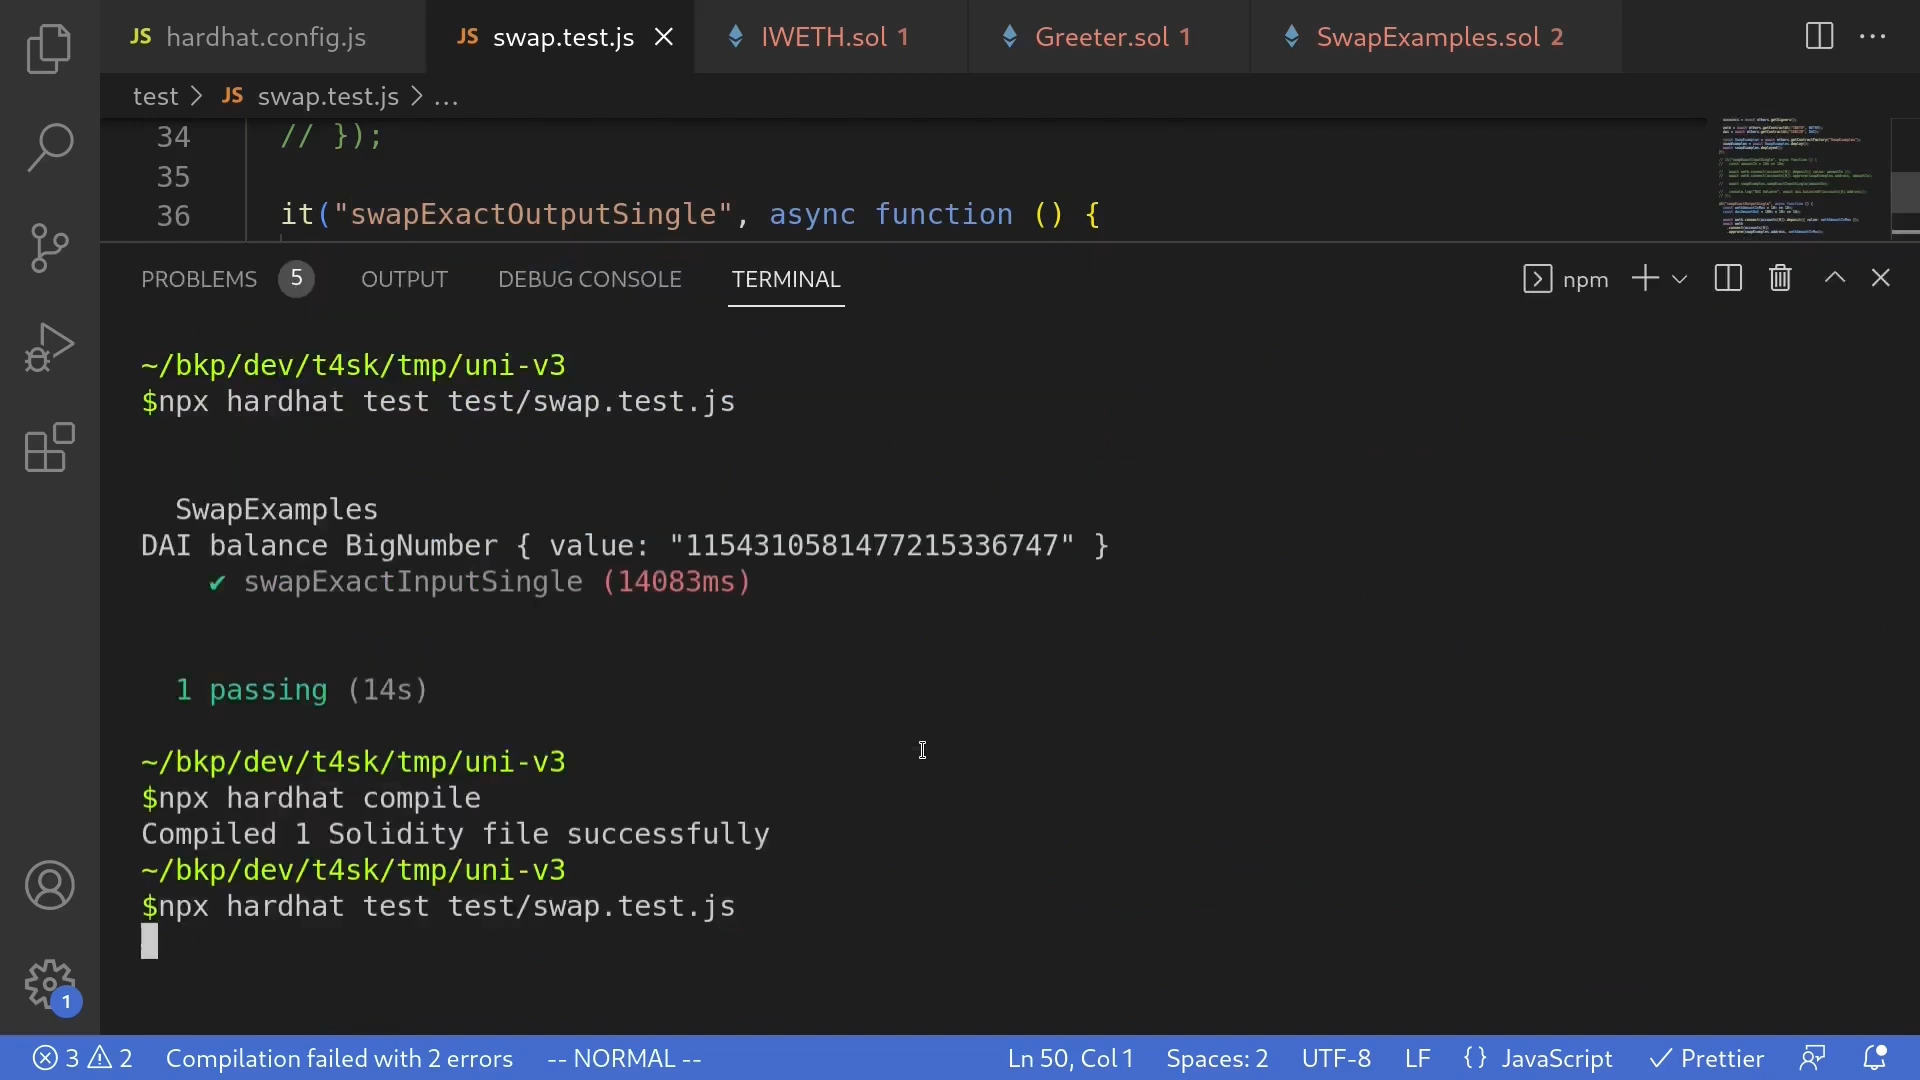 JS hardhat.config.js JS swap.test.js IWETH.sol 1 Greeter.sol 1 SwapExamples.sol 2 ...
test > JS swap.test.js > ...
34 // });
35
36 it("swapExactOutputSingle", async function () {
PROBLEMS 5 OUTPUT DEBUG CONSOLE TERMINAL npm
~/bkp/dev/t4sk/tmp/uni-v3
$npx hardhat test test/swap.test.js
SwapExamples
DAI balance BigNumber { value: "1154310581477215336747" }
✔ swapExactInputSingle (14083ms)
1 passing (14s)
~/bkp/dev/t4sk/tmp/uni-v3
$npx hardhat compile
Compiled 1 Solidity file successfully
~/bkp/dev/t4sk/tmp/uni-v3
$npx hardhat test test/swap.test.js
1
3 2 Compilation failed with 2 errors -- NORMAL -- Ln 50, Col 1 Spaces: 2 UTF-8 LF {} JavaScript Prettier